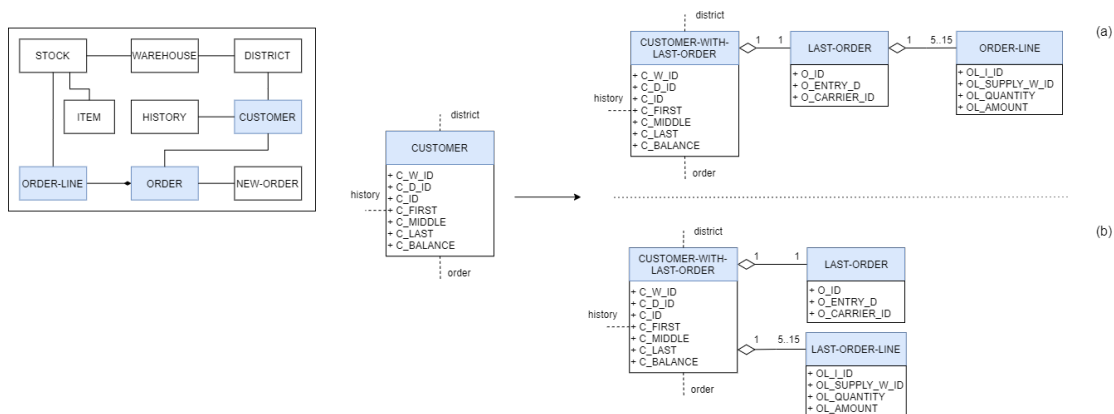 STOCK
WAREHOUSE
DISTRICT
ITEM
HISTORY
CUSTOMER
ORDER-LINE
ORDER
NEW-ORDER
district
CUSTOMER
+ C_W_ID
+ C_D_ID
+ C_ID
history
+ C_FIRST
+ C_MIDDLE
+ C_LAST
+ C_BALANCE
order
(a)
district
CUSTOMER-WITH-
LAST-ORDER
1 1
LAST-ORDER
1 5..15
ORDER-LINE
+ C_W_ID
+ C_D_ID
+ C_ID
history
+ C_FIRST
+ C_MIDDLE
+ C_LAST
+ C_BALANCE
order
+ O_ID
+ O_ENTRY_D
+ O_CARRIER_ID
+ OL_I_ID
+ OL_SUPPLY_W_ID
+ OL_QUANTITY
+ OL_AMOUNT
(b)
district
CUSTOMER-WITH-
LAST-ORDER
1 1
LAST-ORDER
+ O_ID
+ O_ENTRY_D
+ O_CARRIER_ID
+ C_W_ID
+ C_D_ID
+ C_ID
history
+ C_FIRST
+ C_MIDDLE
+ C_LAST
+ C_BALANCE
order
1 5..15
LAST-ORDER-LINE
+ OL_I_ID
+ OL_SUPPLY_W_ID
+ OL_QUANTITY
+ OL_AMOUNT